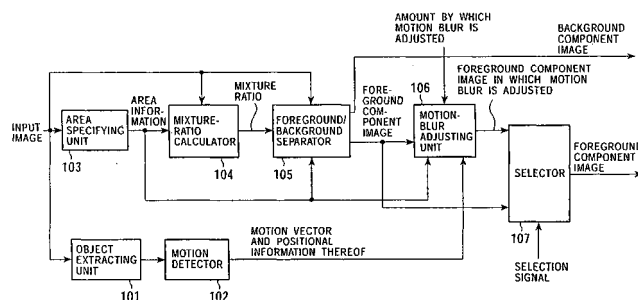 AMOUNT BY WHICH
MOTION BLUR IS
ADJUSTED
BACKGROUND
COMPONENT
IMAGE
FOREGROUND COMPONENT
IMAGE IN WHICH MOTION
BLUR IS ADJUSTED
INPUT
IMAGE
AREA
SPECIFYING
UNIT
103
AREA
INFOR-
MATION
MIXTURE-
RATIO
CALCULATOR
104
MIXTURE
RATIO
FOREGROUND/
BACKGROUND
SEPARATOR
105
FORE-
GROUND
COM-
PONENT
IMAGE
106
MOTION-
BLUR
ADJUSTING
UNIT
SELECTOR
107
FOREGROUND
COMPONENT
IMAGE
OBJECT
EXTRACTING
UNIT
101
MOTION
DETECTOR
102
MOTION VECTOR
AND POSITIONAL
INFORMATION THEREOF
SELECTION
SIGNAL